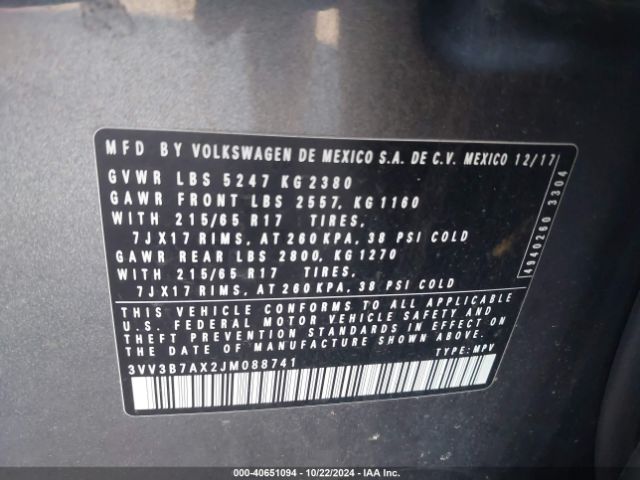 MFD BY VOLKSWAGEN DE MEXICO S.A. DE C.V. MEXICO 12/17
GVWR LBS 5247 KG 2380
GAWR FRONT LBS 2557, KG 1160
WITH 215/65 R17 TIRES,
7JX17 RIMS, AT 260 KPA, 38 PSI COLD
GAWR REAR LBS 2800, KG 1270
WITH 215/65 R17 TIRES,
7JX17 RIMS, AT 260 KPA, 38 PSI COLD
THIS VEHICLE CONFORMS TO ALL APPLICABLE
U.S. FEDERAL MOTOR VEHICLE SAFETY AND
THEFT PREVENTION STANDARDS IN EFFECT ON
THE DATE OF MANUFACTURE SHOWN ABOVE.
3VV3B7AX2JM088741 TYPE: MPV
4940260 3304
000-40651094 - 10/22/2024 - IAA Inc.